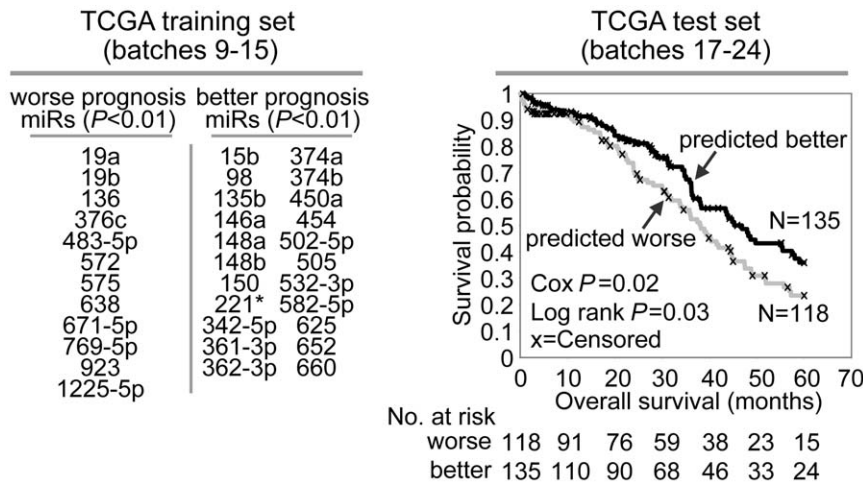 TCGA training set
(batches 9-15)
worse prognosis
miRs (P<0.01)
19a
19b
136
376c
483-5p
572
575
638
671-5p
769-5p
923
1225-5p
better prognosis
miRs (P<0.01)
15b 374a
98 374b
135b 450a
146a 454
148a 502-5p
148b 505
150 532-3p
221* 582-5p
342-5p 625
361-3p 652
362-3p 660
TCGA test set
(batches 17-24)
Survival probability
1
0.9
0.8
0.7
0.6
0.5
0.4
0.3
0.2
0.1
0
predicted better
predicted worse
N=135
N=118
Cox P=0.02
Log rank P=0.03
x=Censored
0 10 20 30 40 50 60 70
Overall survival (months)
No. at risk
worse 118 91 76 59 38 23 15
better 135 110 90 68 46 33 24